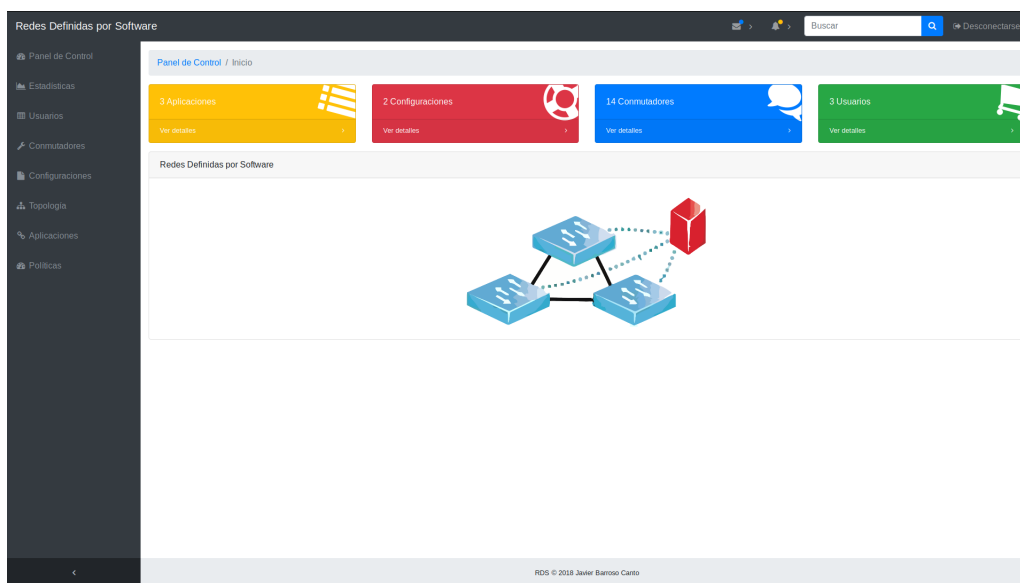 Redes Definidas por Software
Buscar
Desconectarse
Panel de Control
Estadísticas
Usuarios
Conmutadores
Configuraciones
Topología
Aplicaciones
Políticas
Panel de Control / Inicio
3 Aplicaciones
Ver detalles
2 Configuraciones
Ver detalles
14 Conmutadores
Ver detalles
3 Usuarios
Ver detalles
Redes Definidas por Software
RDS © 2018 Javier Barroso Canto